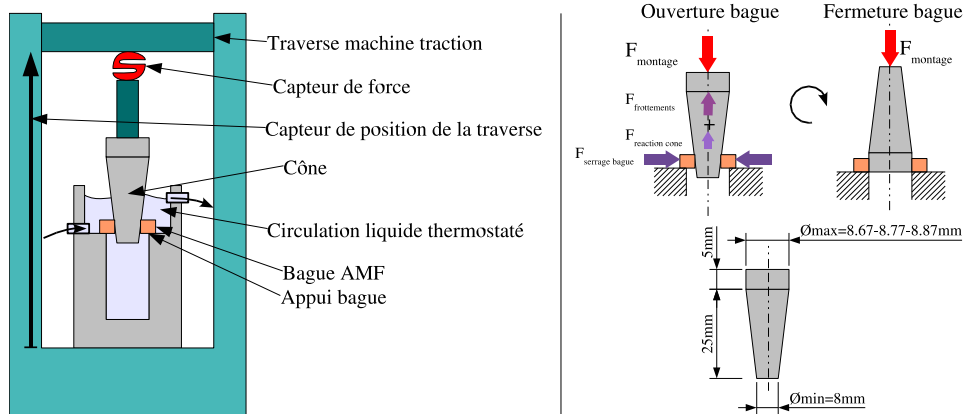 Traverse machine traction
Capteur de force
Capteur de position de la traverse
Cône
Circulation liquide thermostaté
Bague AMF
Appui bague
Ouverture bague
Fermeture bague
F montage
F montage
F frottements
+
F reaction cone
F serrage bague
Ømax=8.67-8.77-8.87mm
5mm
25mm
Ømin=8mm